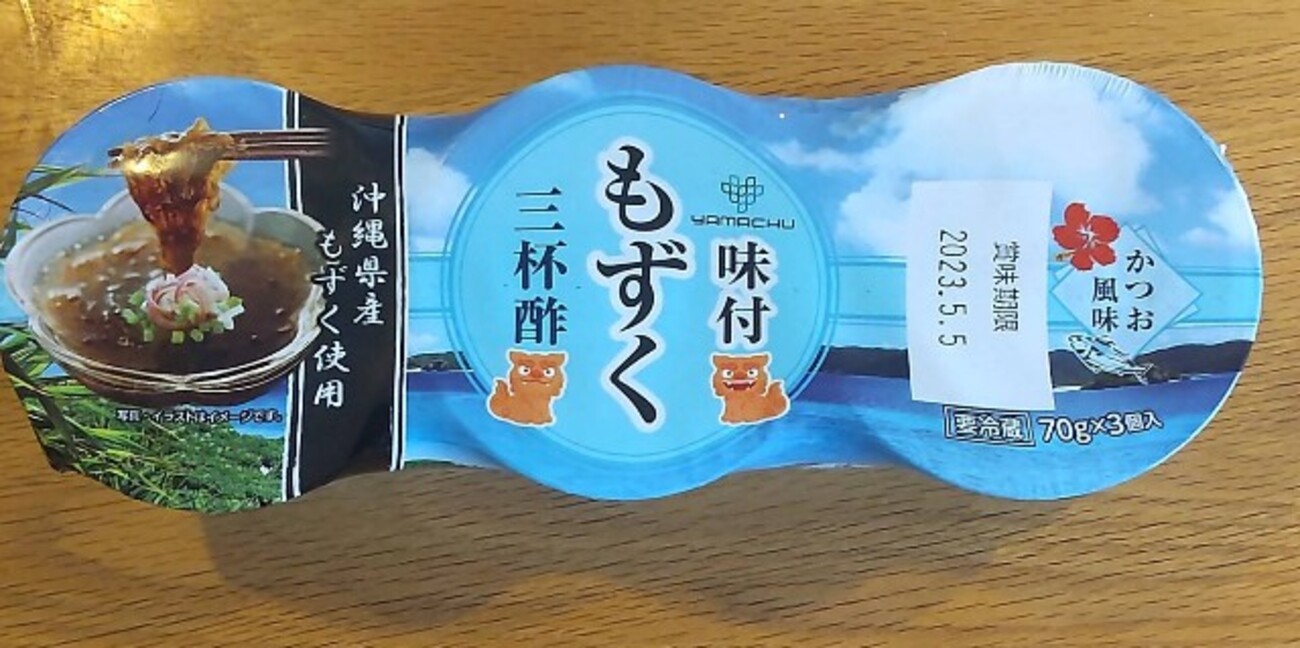 沖縄県産
もずく使用
写真・イラストはイメージです。
YAMACHU
味付
もずく
三杯酢
賞味期限
2023.5.5
かつお
風味
要冷蔵 70g×3個入